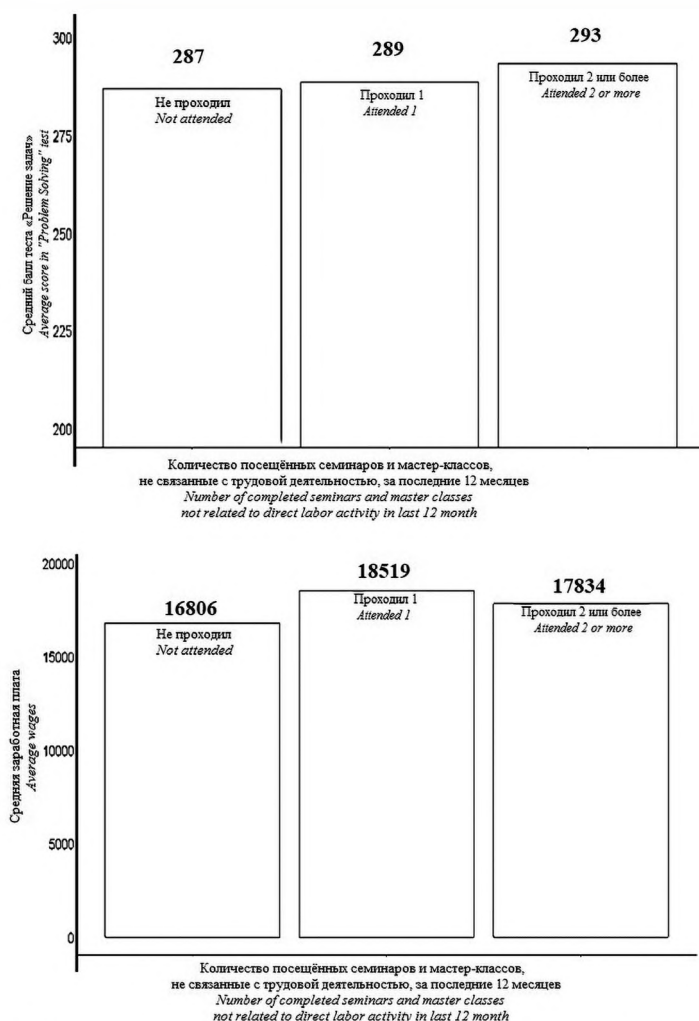 300
287
289
293
Не проходил
Not attended
Проходил 1
Attended 1
Проходил 2 или более
Attended 2 or more
275
250
225
200
Средний балл теста «Решение задач»
Average score in "Problem Solving" test
Количество посещённых семинаров и мастер-классов,
не связанные с трудовой деятельностью, за последние 12 месяцев
Number of completed seminars and master classes
not related to direct labor activity in last 12 month
20000
16806
18519
17834
Не проходил
Not attended
Проходил 1
Attended 1
Проходил 2 или более
Attended 2 or more
15000
10000
5000
0
Средняя заработная плата
Average wages
Количество посещённых семинаров и мастер-классов,
не связанные с трудовой деятельностью, за последние 12 месяцев
Number of completed seminars and master classes
not related to direct labor activity in last 12 month